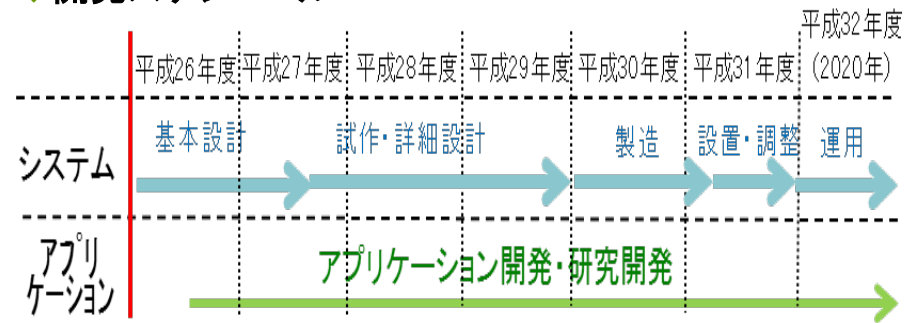 平成32年度
平成26年度 平成27年度 平成28年度 平成29年度 平成30年度 平成31年度 (2020年)
システム
基本設計 試作・詳細設計 製造 設置・調整 運用
アプリ
ケーション
アプリケーション開発・研究開発